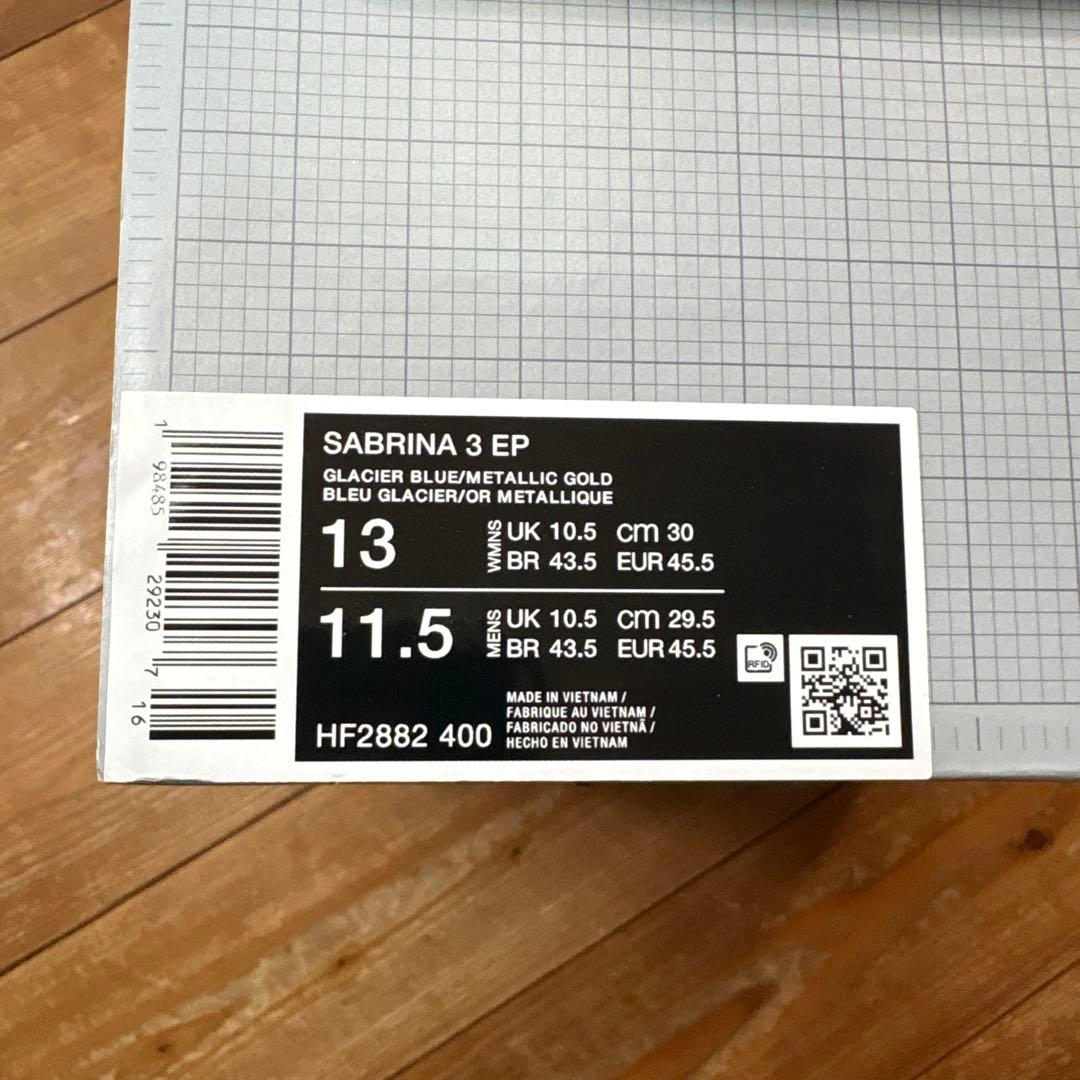 SABRINA 3 EP
GLACIER BLUE/METALLIC GOLD
BLEU GLACIER/OR METALLIQUE
13 WMNS UK 10.5 cm 30
BR 43.5 EUR 45.5
11.5 MENS UK 10.5 cm 29.5
BR 43.5 EUR 45.5
RFID
MADE IN VIETNAM /
FABRIQUE AU VIETNAM /
FABRICADO NO VIETNÃ /
HECHO EN VIETNAM
HF2882 400
1 98485 29230 7 16